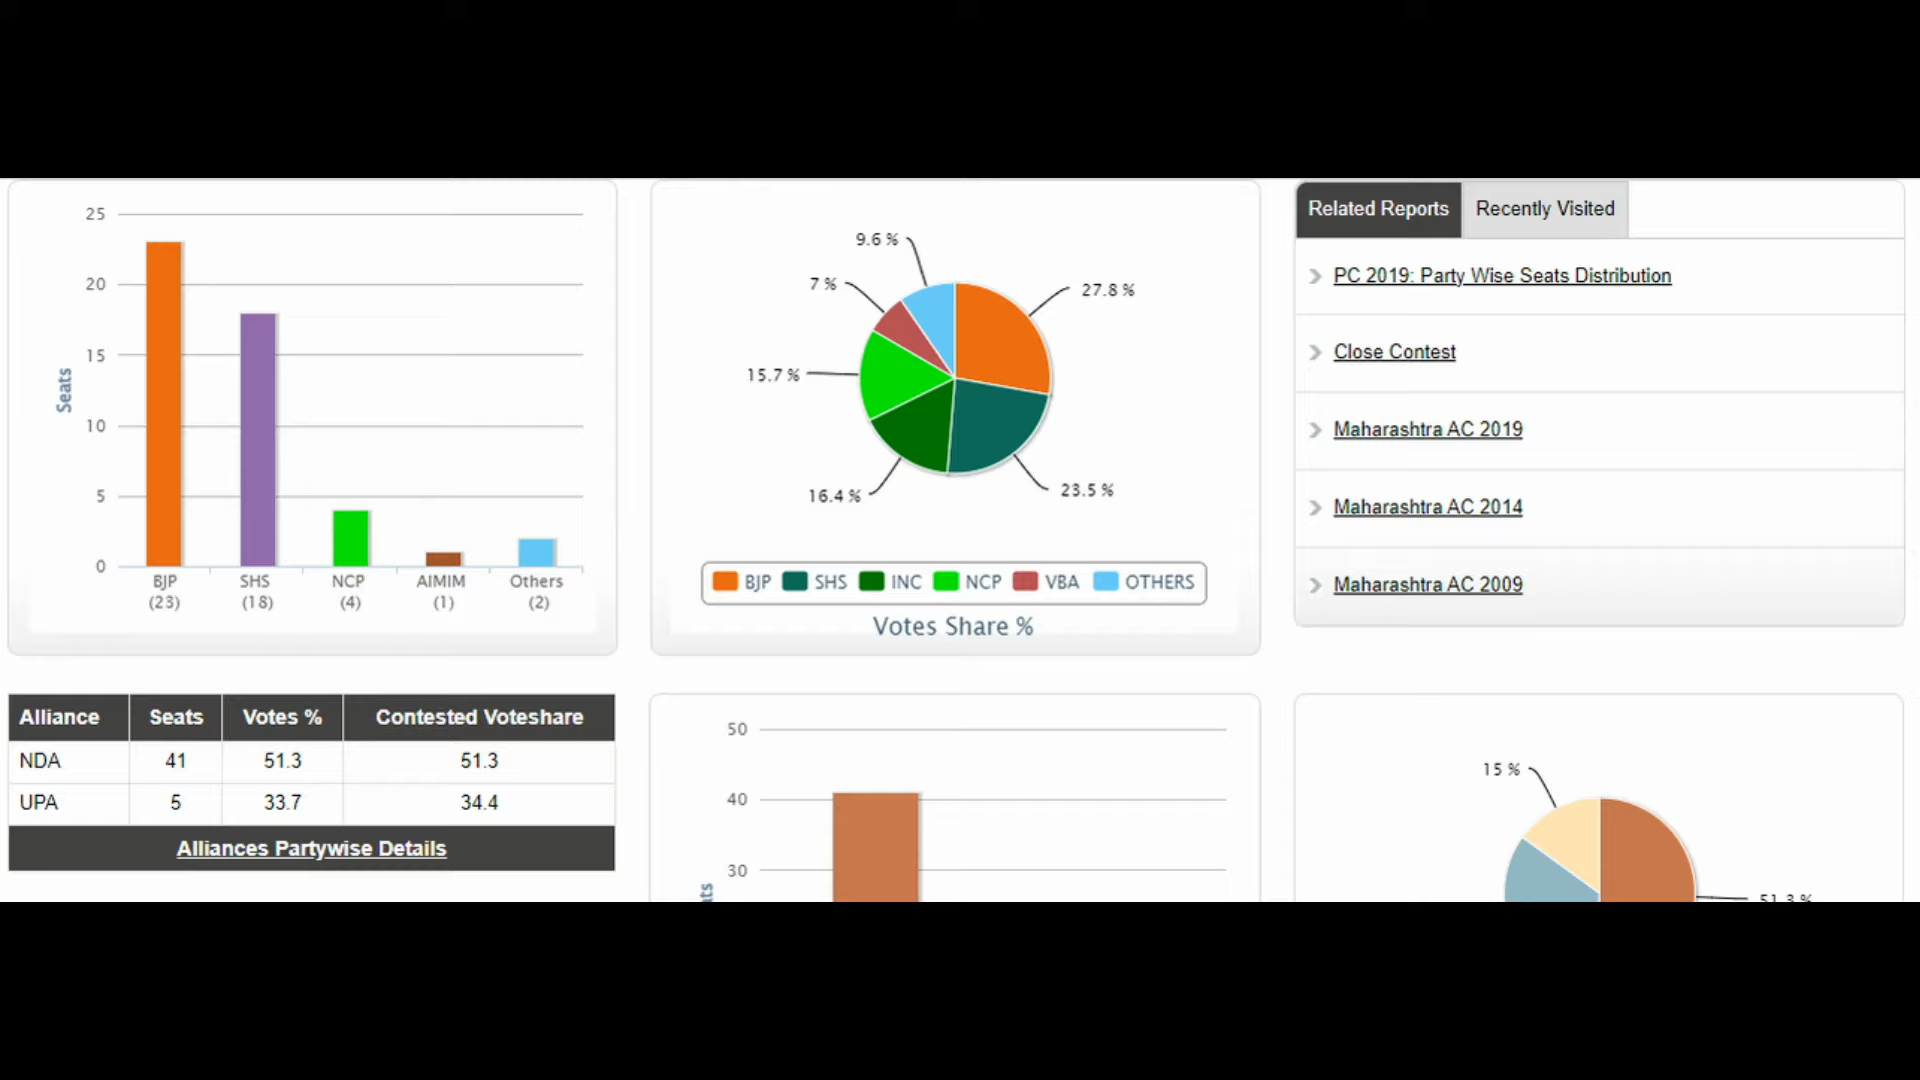 25
20
15
10
5
0
Seats
BJP SHS NCP AIMIM Others
(23) (18) (4) (1) (2)
9.6 %
7 %
27.8 %
15.7 %
16.4 %
23.5 %
BJP SHS INC NCP VBA OTHERS
Votes Share %
Related Reports Recently Visited
PC 2019: Party Wise Seats Distribution
Close Contest
Maharashtra AC 2019
Maharashtra AC 2014
Maharashtra AC 2009
Alliance Seats Votes % Contested Voteshare
NDA 41 51.3 51.3
UPA 5 33.7 34.4
Alliances Partywise Details
50
40
30
15 %
51.3 %